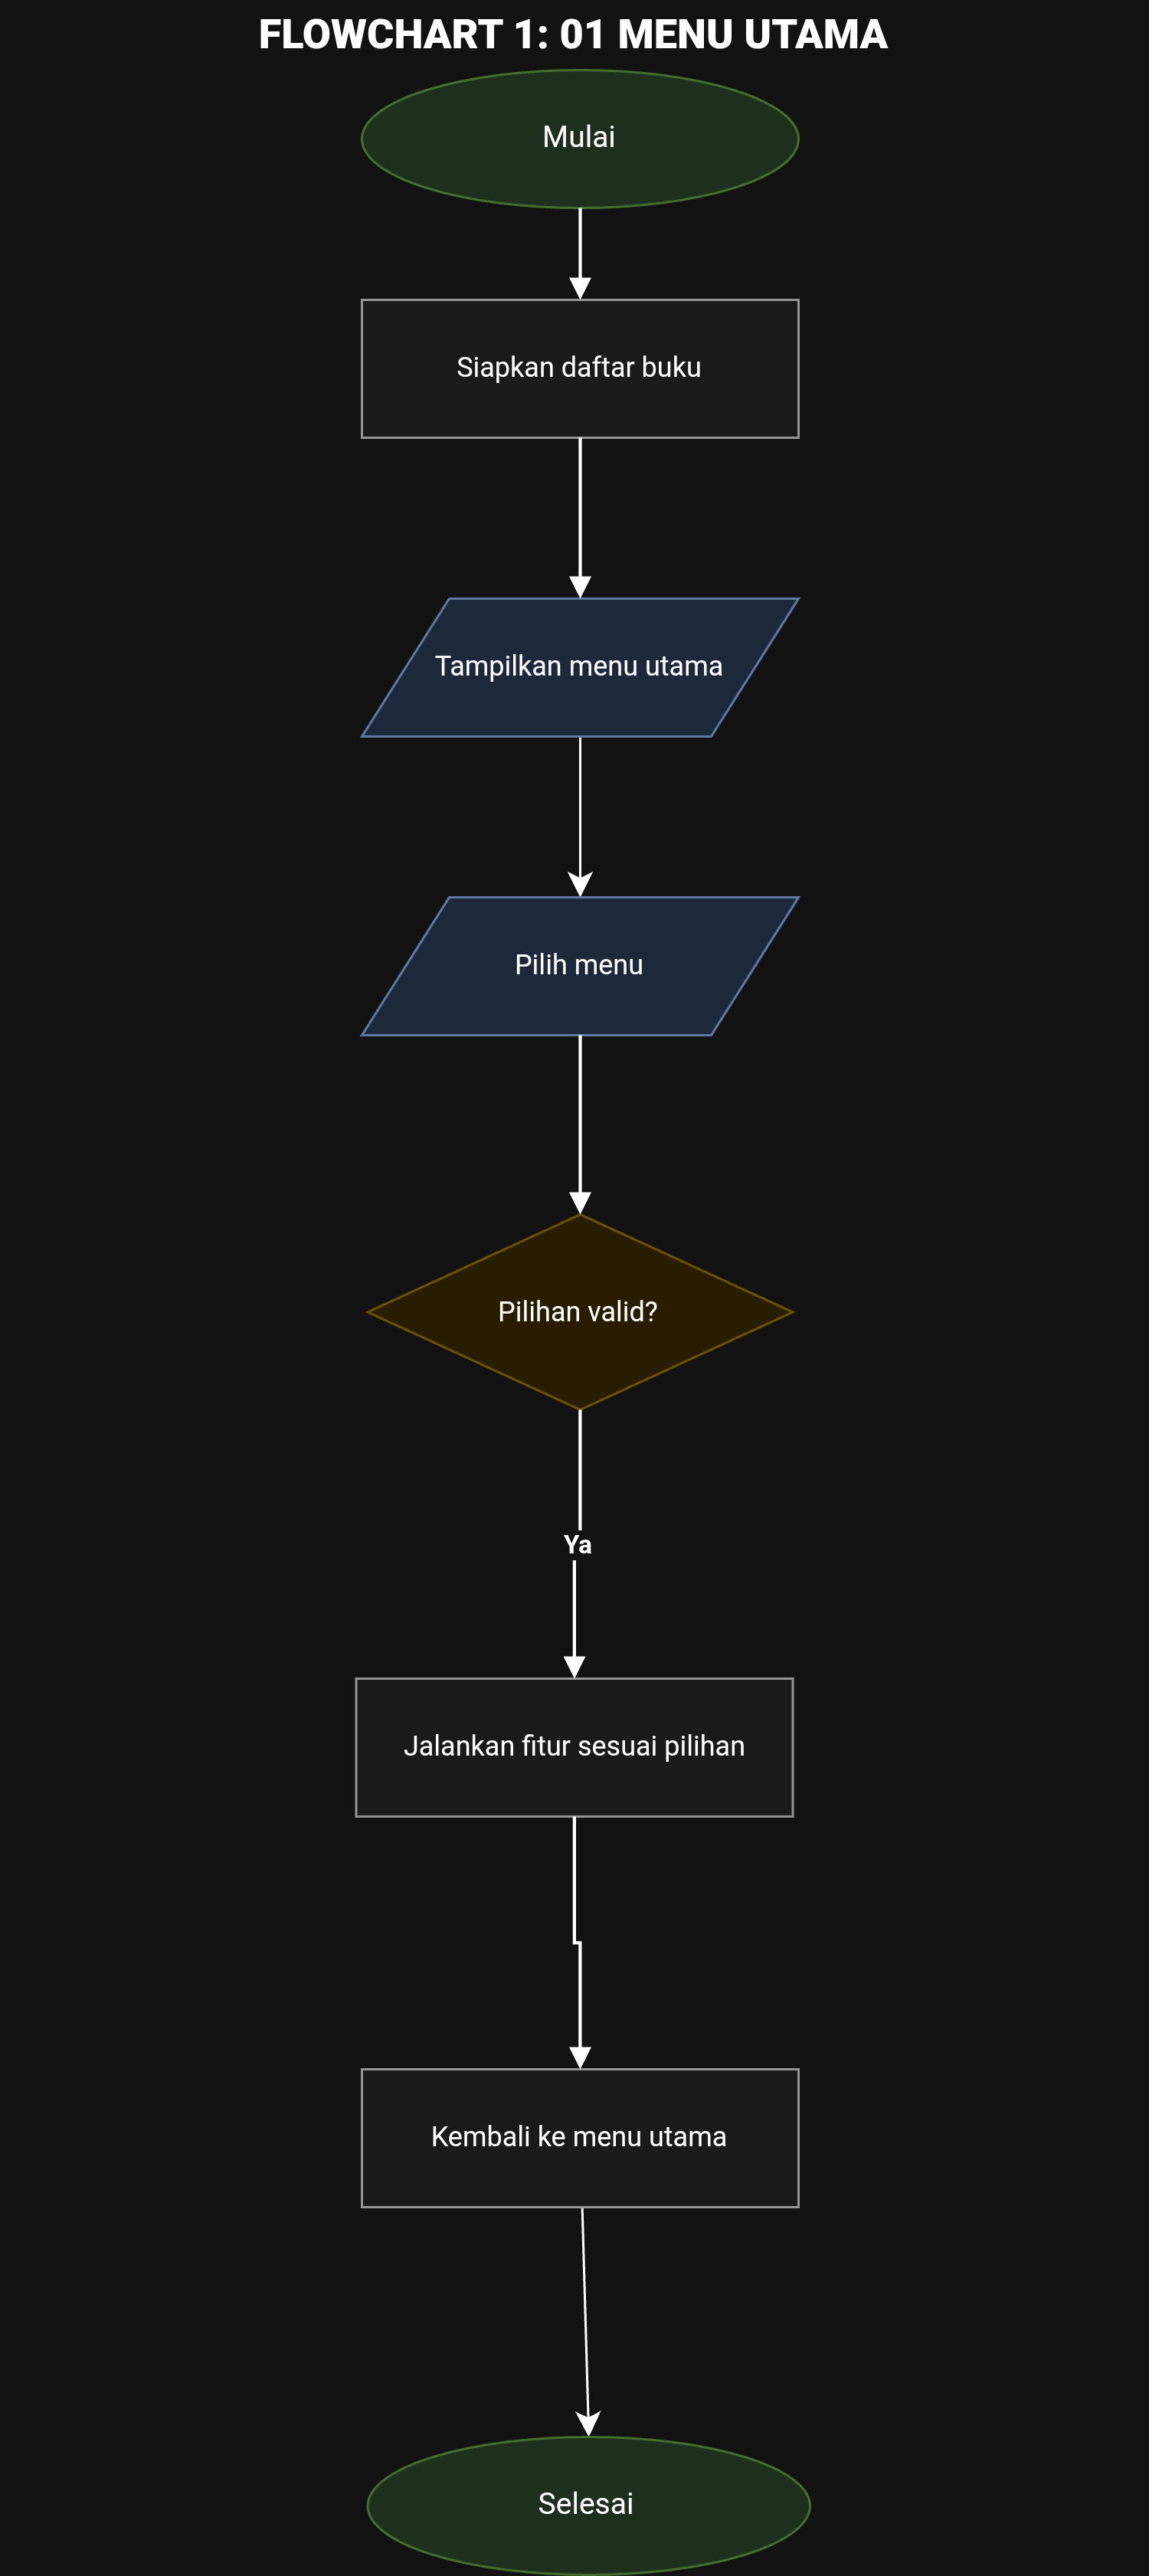 FLOWCHART 1: 01 MENU UTAMA
Mulai
Siapkan daftar buku
Tampilkan menu utama
Pilih menu
Pilihan valid?
Ya
Jalankan fitur sesuai pilihan
Kembali ke menu utama
Selesai